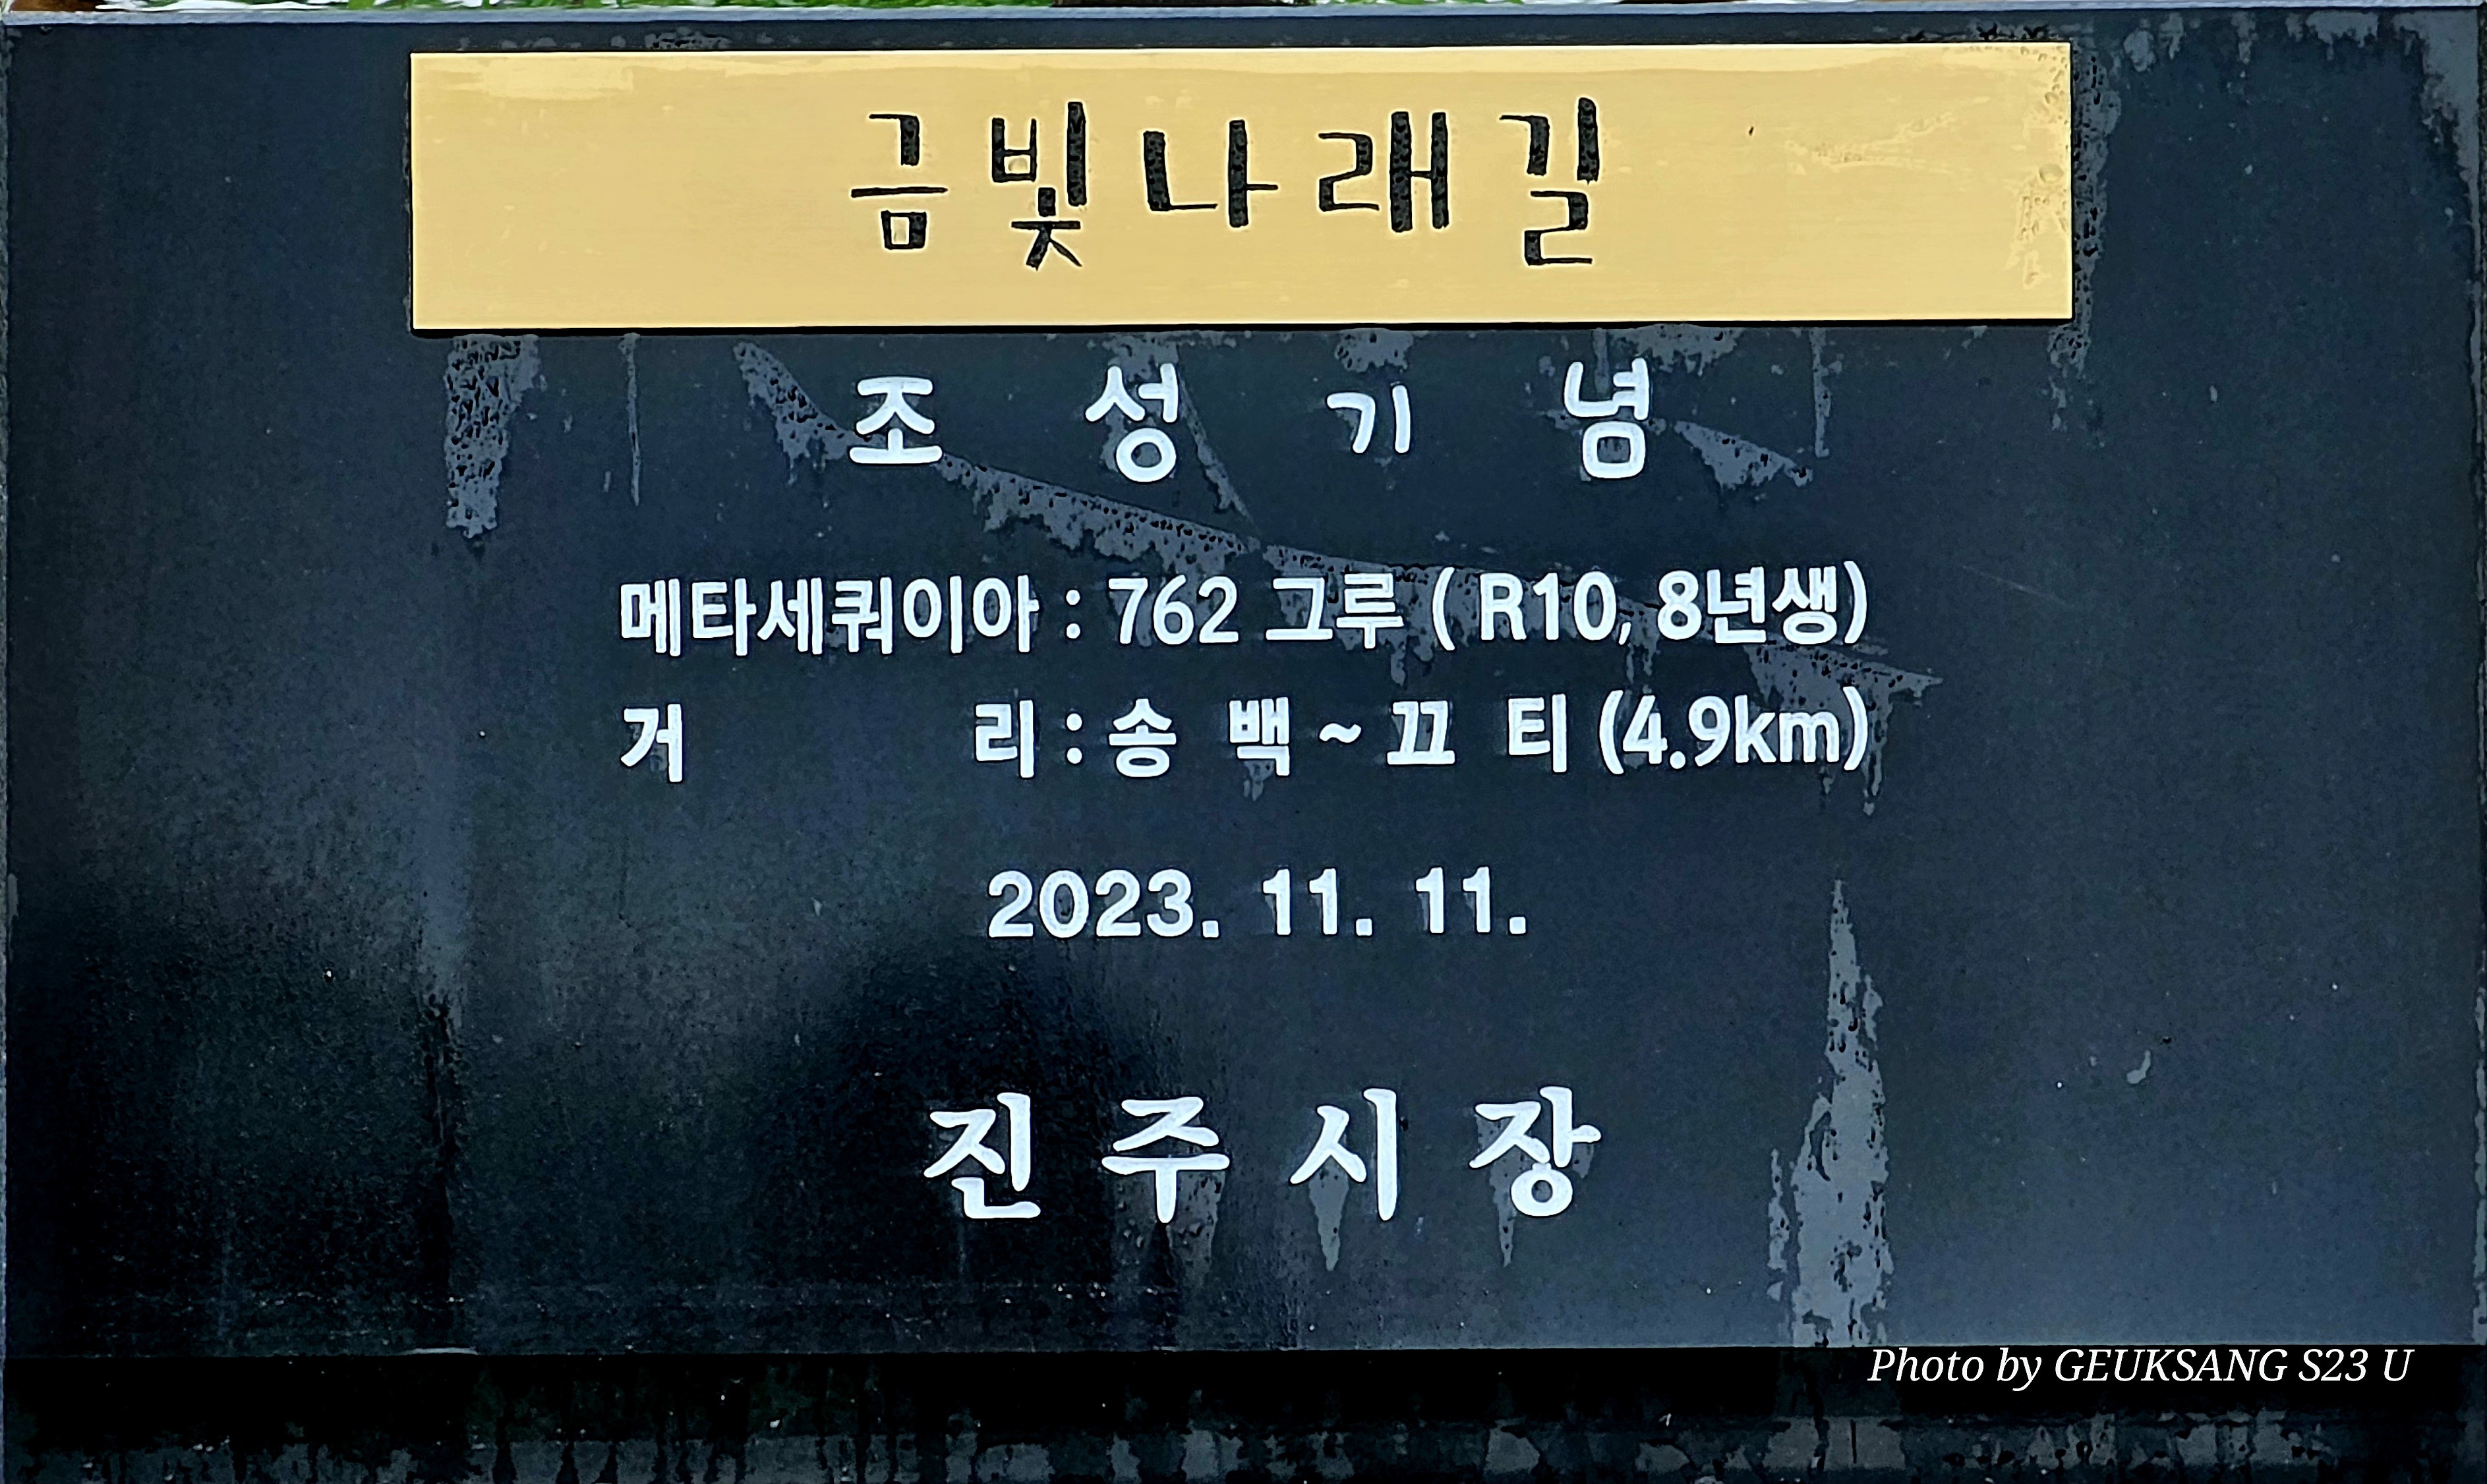 금빛나래길
조 성 기 념
메타세쿼이아 : 762 그루 ( R10, 8년생)
거 리 : 송 백 ~ 끄 티 (4.9km)
2023. 11. 11.
진 주 시 장
Photo by GEUKSANG S23 U